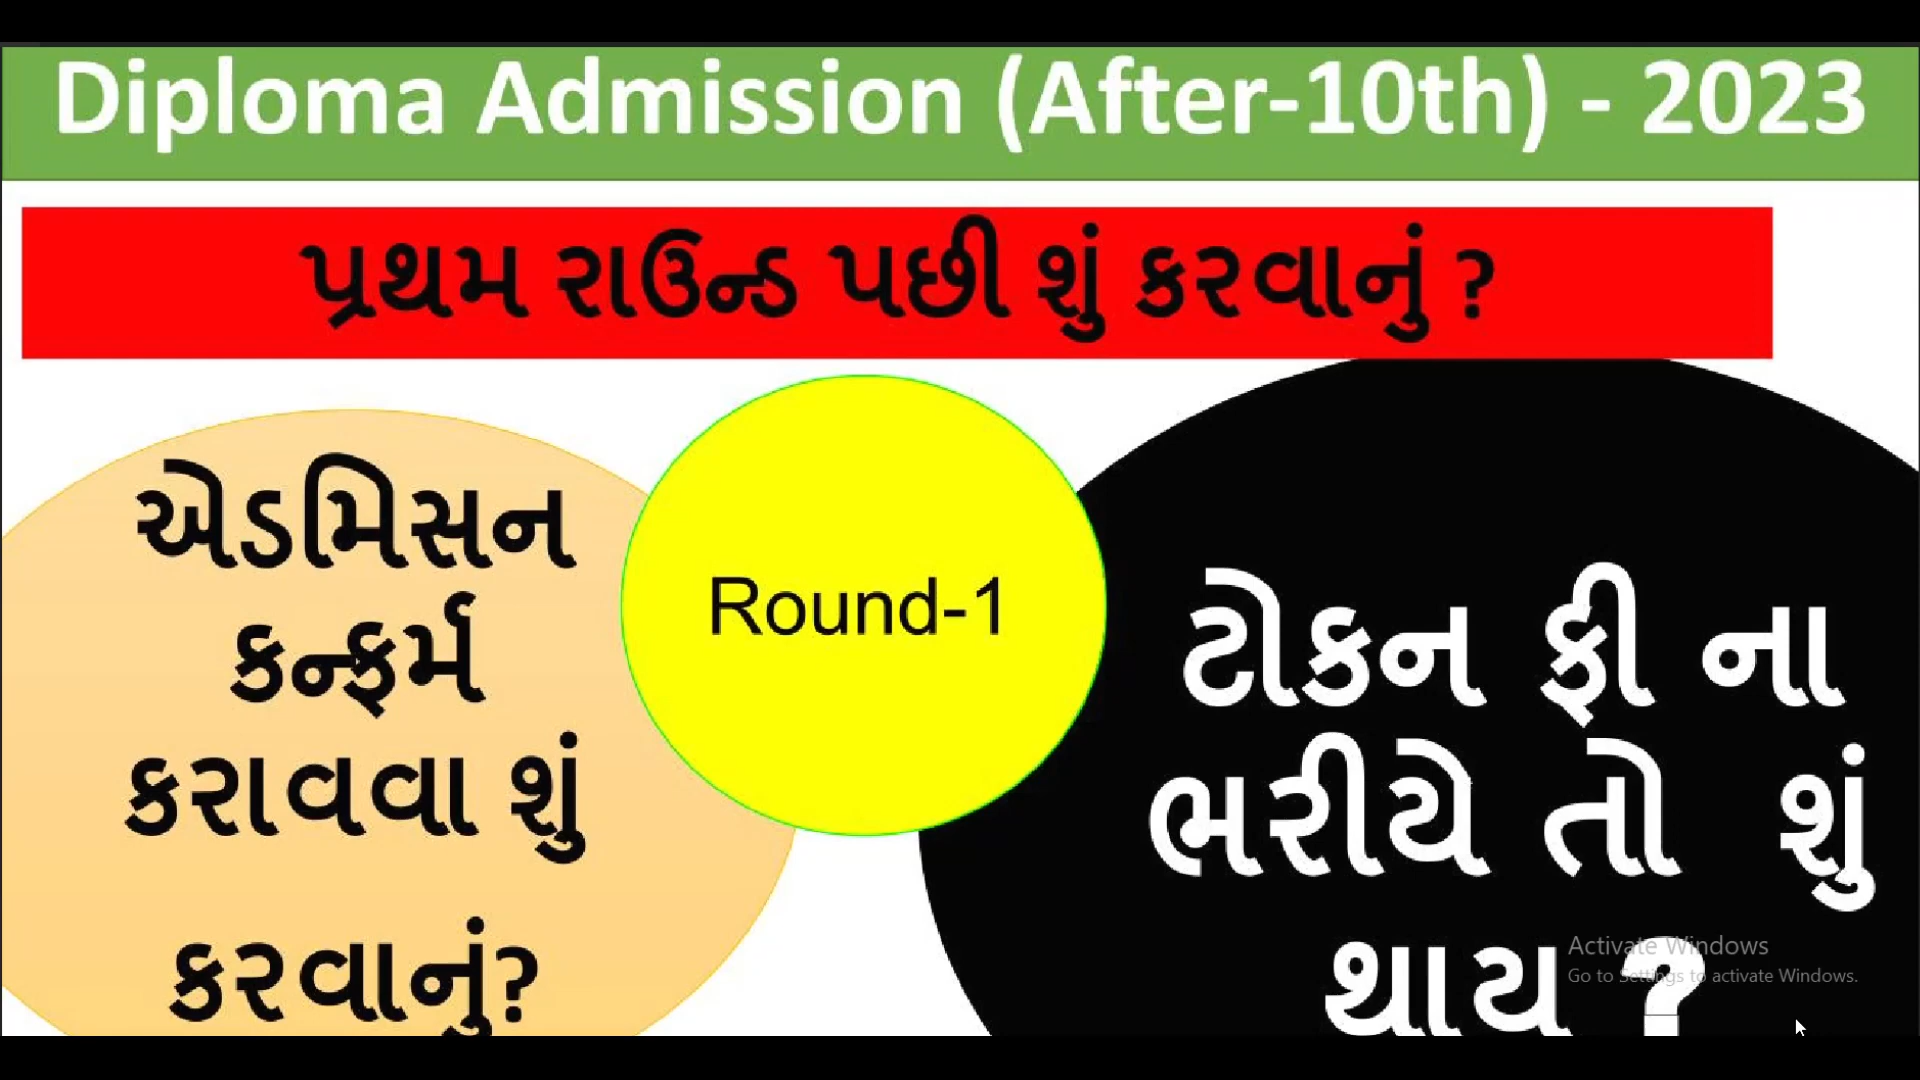 Diploma Admission (After-10th) - 2023
પ્રથમ રાઉન્ડ પછી શું કરવાનું ?
એડમિસન
કન્ફર્મ
કરાવવા શું
કરવાનું?
Round-1
ટોકન ફી ના
ભરીયે તો શું
થાય ?
Activate Windows
Go to Settings to activate Windows.